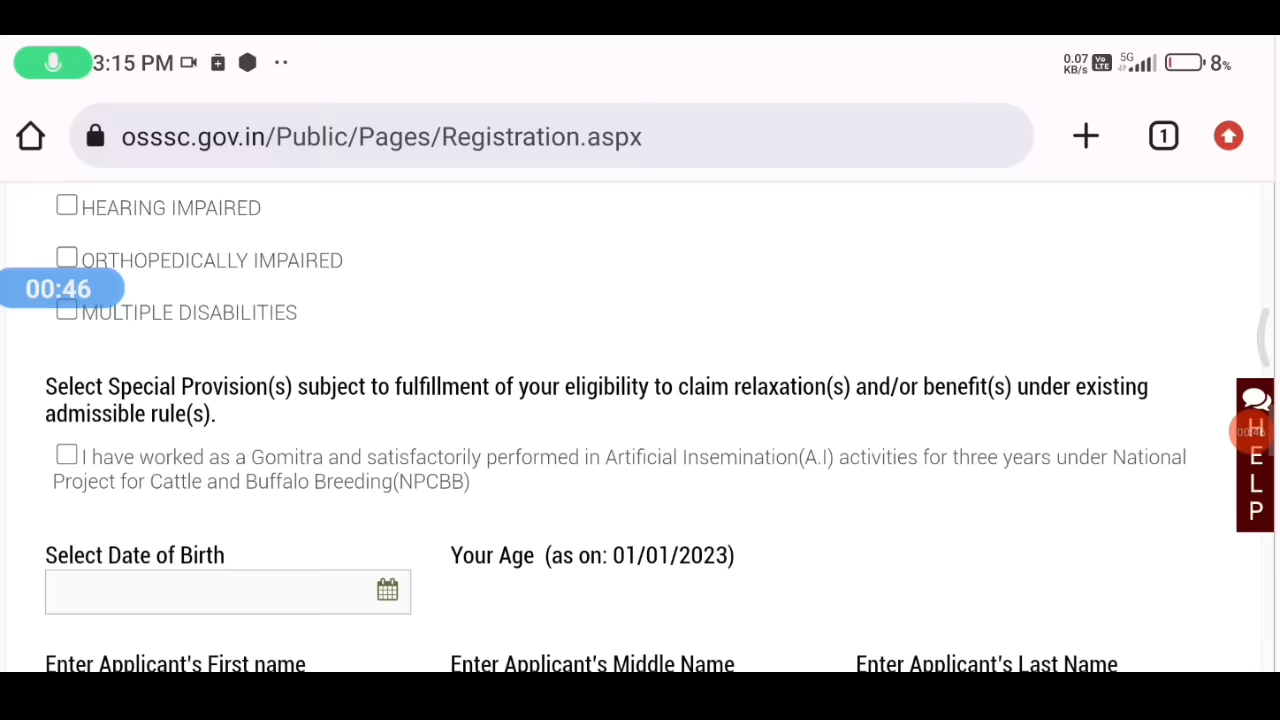 3:15 PM
0.07 KB/s Vo LTE 5G 8%
osssc.gov.in/Public/Pages/Registration.aspx
1
HEARING IMPAIRED
ORTHOPEDICALLY IMPAIRED
00:46
MULTIPLE DISABILITIES
Select Special Provision(s) subject to fulfillment of your eligibility to claim relaxation(s) and/or benefit(s) under existing
admissible rule(s).
I have worked as a Gomitra and satisfactorily performed in Artificial Insemination(A.I) activities for three years under National
Project for Cattle and Buffalo Breeding(NPCBB)
HELP
00:46
Select Date of Birth
Your Age (as on: 01/01/2023)
Enter Applicant's First name
Enter Applicant's Middle Name
Enter Applicant's Last Name